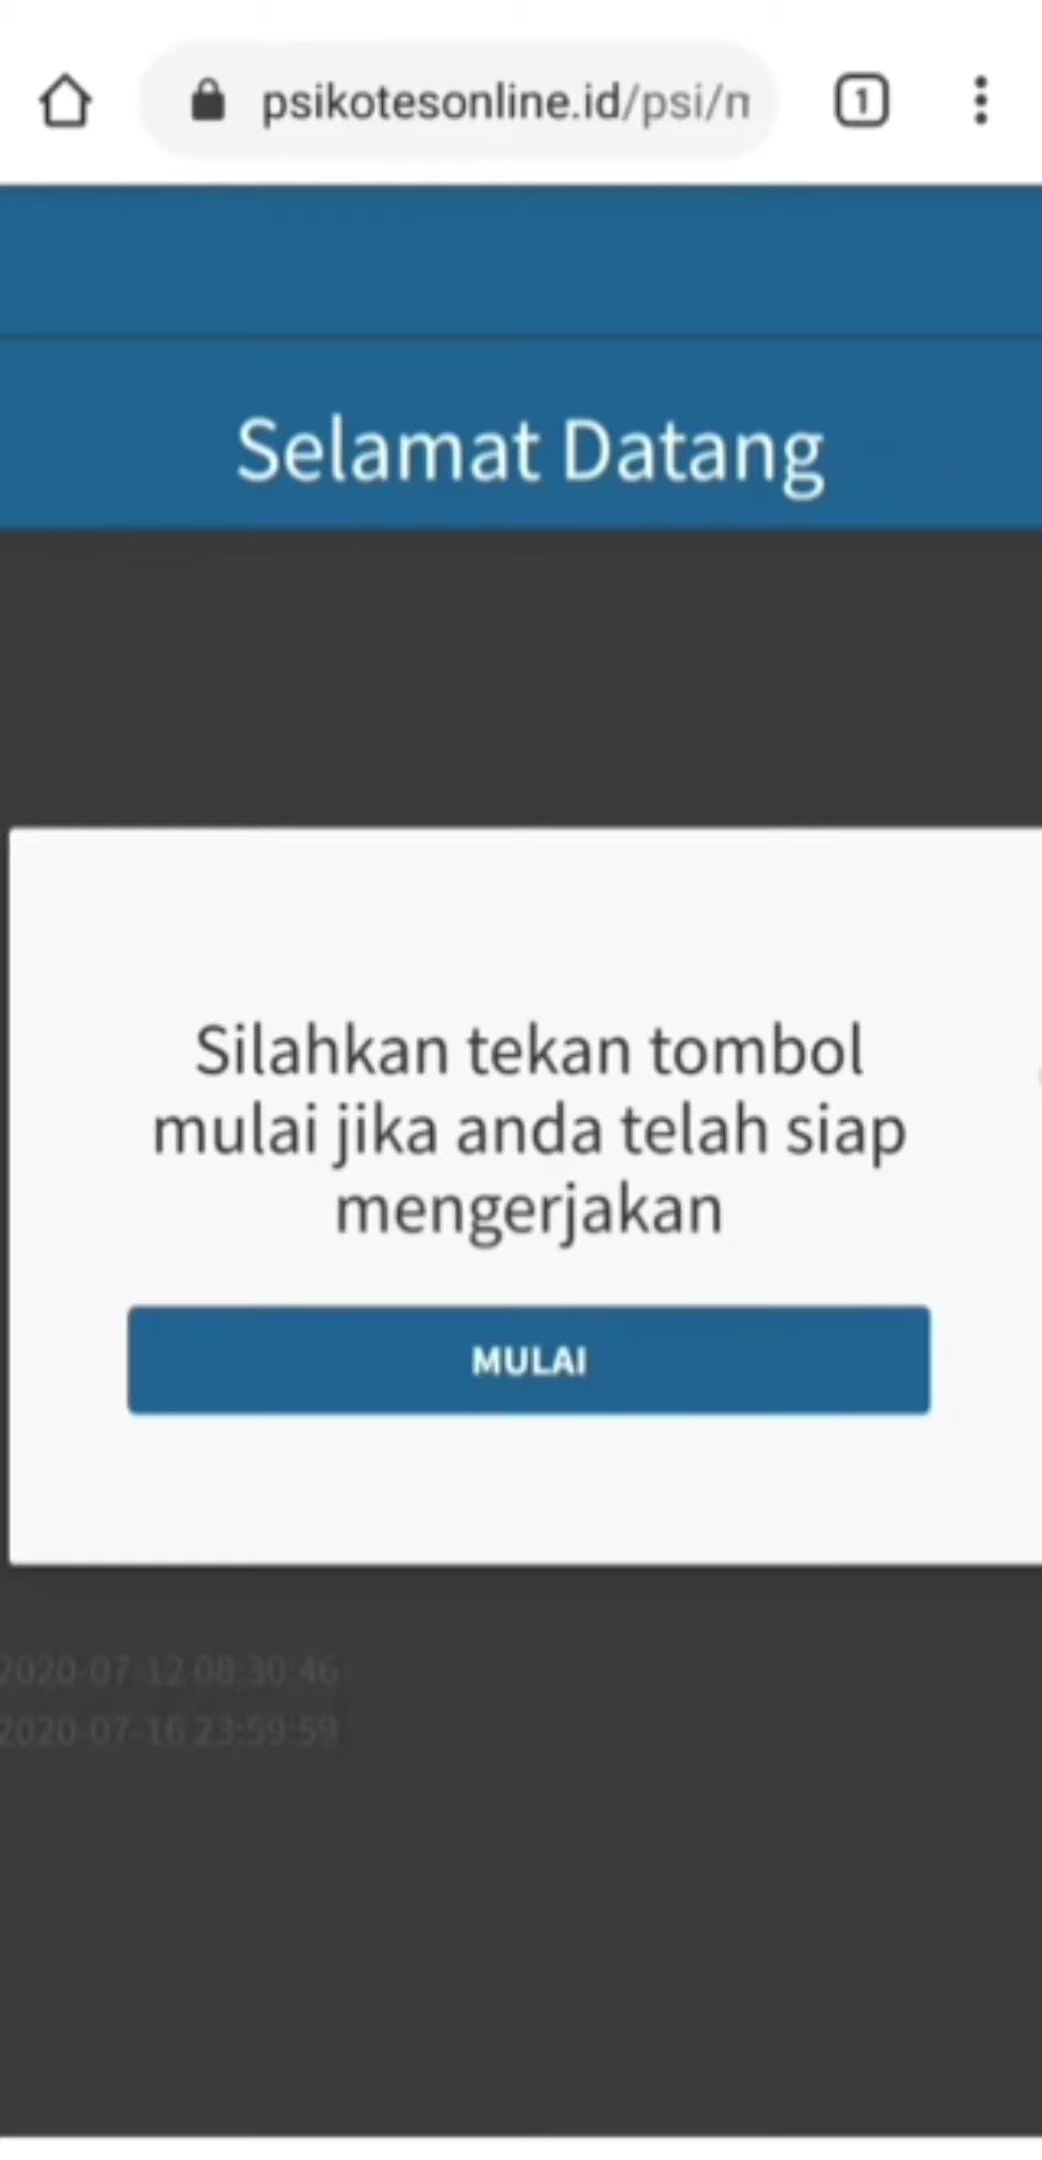 psikotesonline.id/psi/n
1
Selamat Datang
Silahkan tekan tombol
mulai jika anda telah siap
mengerjakan
MULAI
2020-07-12 08:30:46
2020-07-16 23:59:59